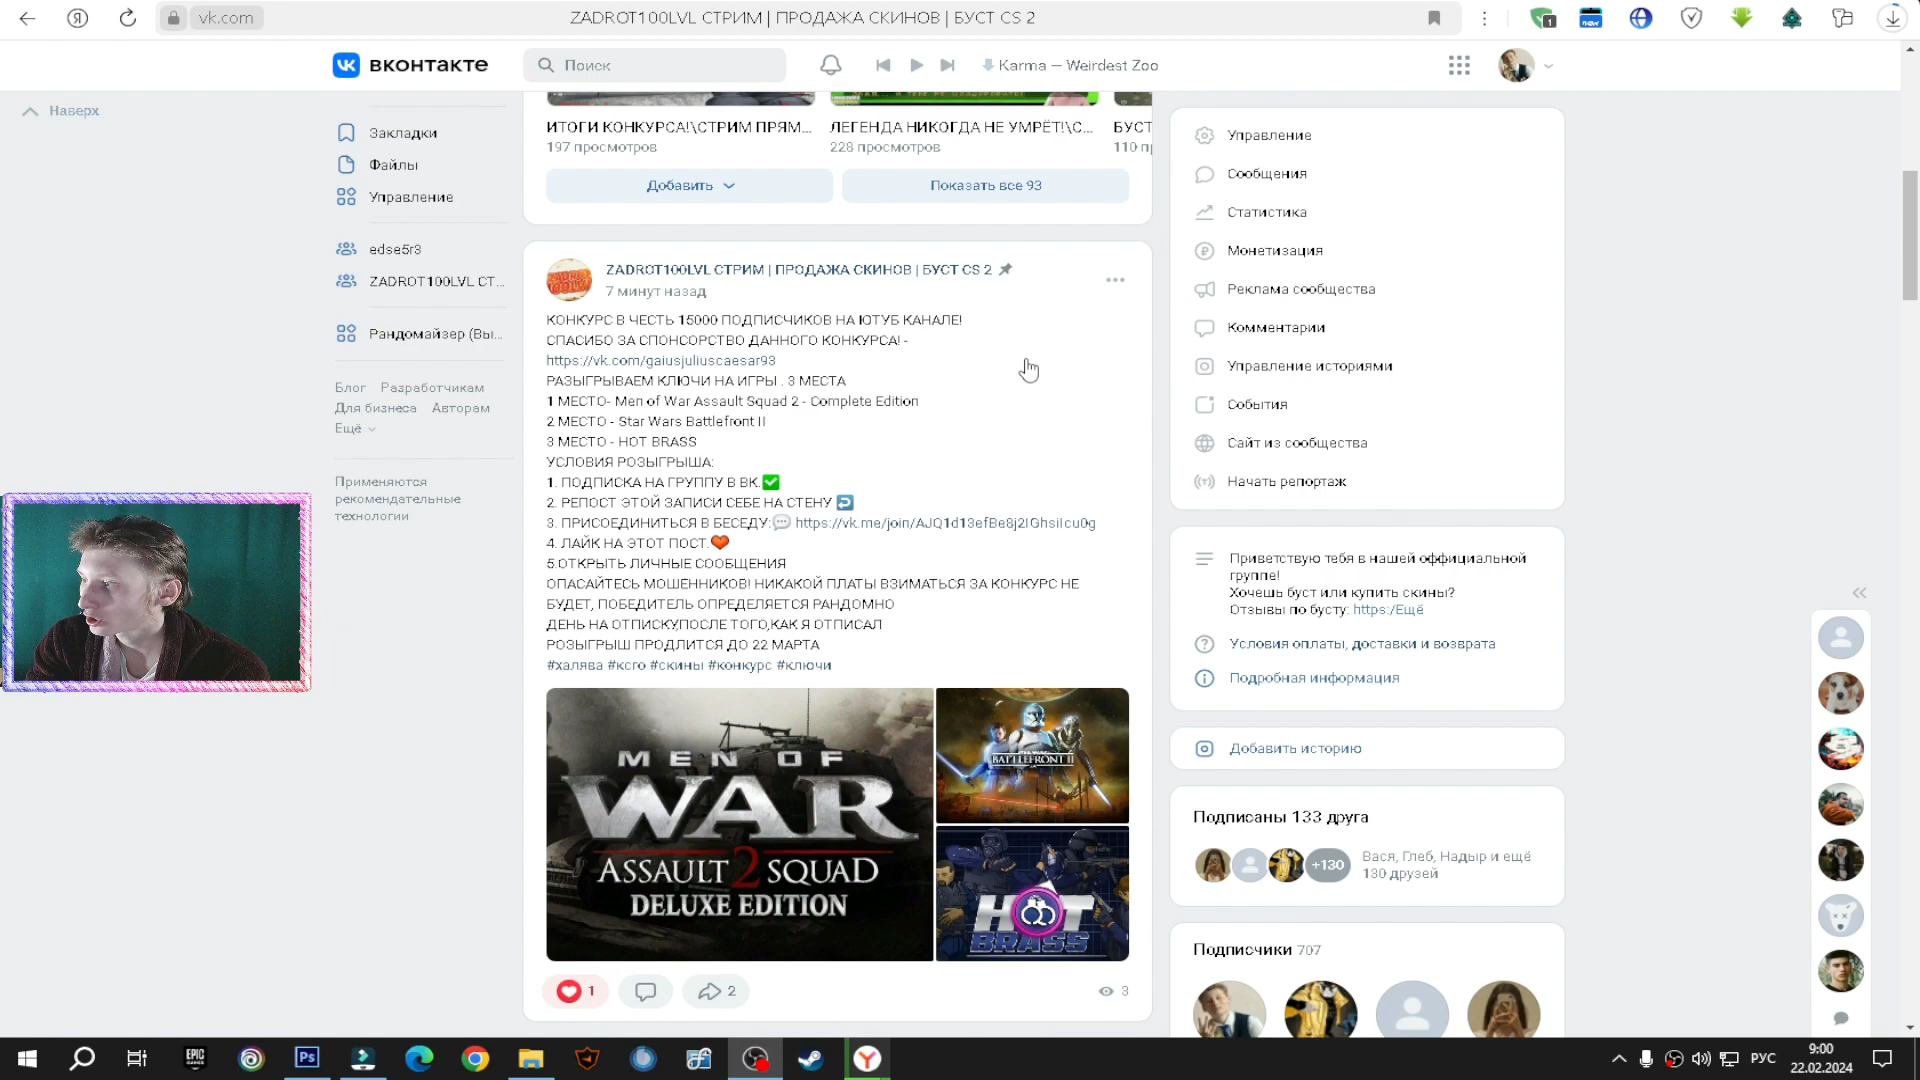 vk.com
ZADROT100LVL СТРИМ | ПРОДАЖА СКИНОВ | БУСТ CS 2
вконтакте
Поиск
Karma – Weirdest Zoo
Наверх
Закладки
Файлы
Управление
edse5r3
ZADROT100LVL СТ...
Рандомайзер (Вы...
Блог Разработчикам
Для бизнеса Авторам
Ещё
Применяются
рекомендательные
технологии
ИТОГИ КОНКУРСА!\СТРИМ ПРЯМ...
197 просмотров
ЛЕГЕНДА НИКОГДА НЕ УМРЁТ!\С...
228 просмотров
БУСТ
110 п
Добавить
Показать все 93
ZADROT100LVL СТРИМ | ПРОДАЖА СКИНОВ | БУСТ CS 2
7 минут назад
КОНКУРС В ЧЕСТЬ 15000 ПОДПИСЧИКОВ НА ЮТУБ КАНАЛЕ!
СПАСИБО ЗА СПОНСОРСТВО ДАННОГО КОНКУРСА! -
https://vk.com/gaiusjuliuscaesar93
РАЗЫГРЫВАЕМ КЛЮЧИ НА ИГРЫ . 3 МЕСТА
1 МЕСТО- Men of War Assault Squad 2 - Complete Edition
2 МЕСТО - Star Wars Battlefront II
3 МЕСТО - HOT BRASS
УСЛОВИЯ РОЗЫГРЫША:
1. ПОДПИСКА НА ГРУППУ В ВК.✅
2. РЕПОСТ ЭТОЙ ЗАПИСИ СЕБЕ НА СТЕНУ ↩️
3. ПРИСОЕДИНИТЬСЯ В БЕСЕДУ:💬 https://vk.me/join/AJQ1d13efBe8j2IGhsiIcu0g
4. ЛАЙК НА ЭТОТ ПОСТ.❤️
5.ОТКРЫТЬ ЛИЧНЫЕ СООБЩЕНИЯ
ОПАСАЙТЕСЬ МОШЕННИКОВ! НИКАКОЙ ПЛАТЫ ВЗИМАТЬСЯ ЗА КОНКУРС НЕ
БУДЕТ, ПОБЕДИТЕЛЬ ОПРЕДЕЛЯЕТСЯ РАНДОМНО
ДЕНЬ НА ОТПИСКУ,ПОСЛЕ ТОГО,КАК Я ОТПИСАЛ
РОЗЫГРЫШ ПРОДЛИТСЯ ДО 22 МАРТА
#халява #ксго #скины #конкурс #ключи
MEN OF
WAR
ASSAULT 2 SQUAD
DELUXE EDITION
BATTLEFRONT II
HOT
BRASS
1
2
3
Управление
Сообщения
Статистика
Монетизация
Реклама сообщества
Комментарии
Управление историями
События
Сайт из сообщества
Начать репортаж
Приветствую тебя в нашей оффициальной
группе!
Хочешь буст или купить скины?
Отзывы по бусту: https:/Ещё
Условия оплаты, доставки и возврата
Подробная информация
Добавить историю
Подписаны 133 друга
+130
Вася, Глеб, Надыр и ещё
130 друзей
Подписчики 707
EPIC
Ps
РУС
9:00
22.02.2024